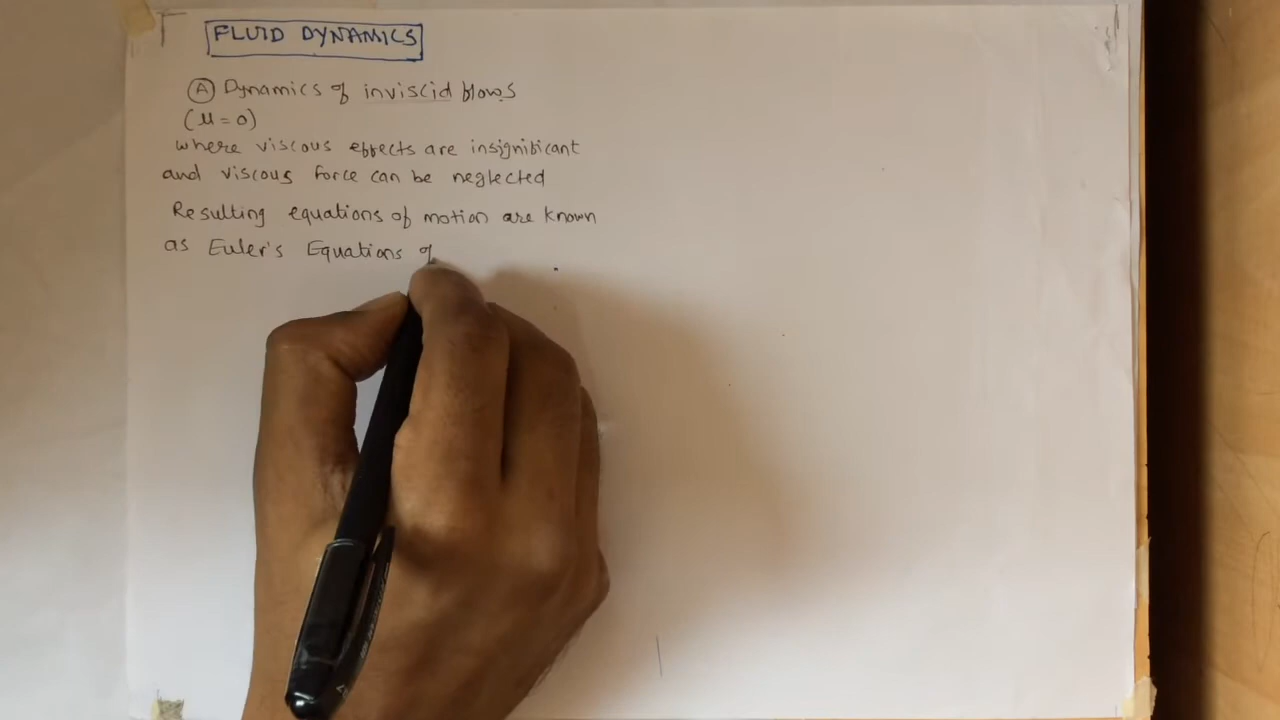 FLUID DYNAMICS
A Dynamics of inviscid flows
(μ = 0)
where viscous effects are insignificant
and viscous force can be neglected
Resulting equations of motion are known
as Euler's Equations of